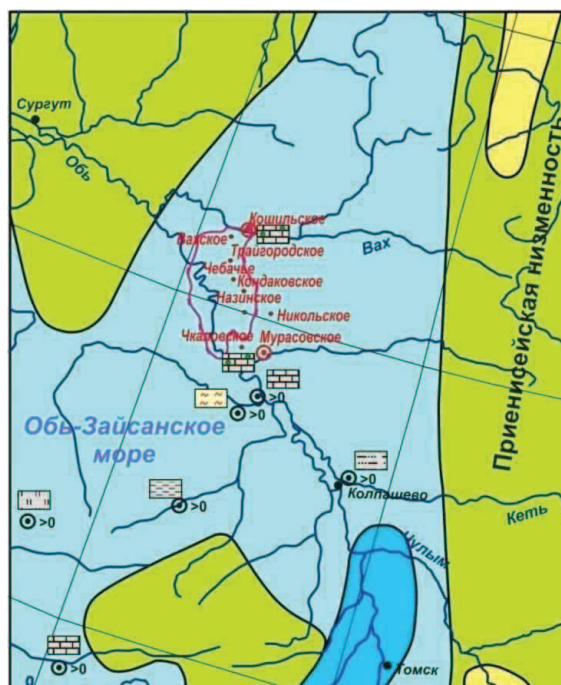 Сургут
Обь
Кошильское
Вахское
Трайгородское
Вах
Чебачье
Кондаковское
Назинское
Никольское
Чкаловское
Мурасовское
Приенисейская низменность
>0
>0
Обь-Зайсанское
море
>0
>0
>0
Колпашево
Кеть
Чулым
>0
Томск